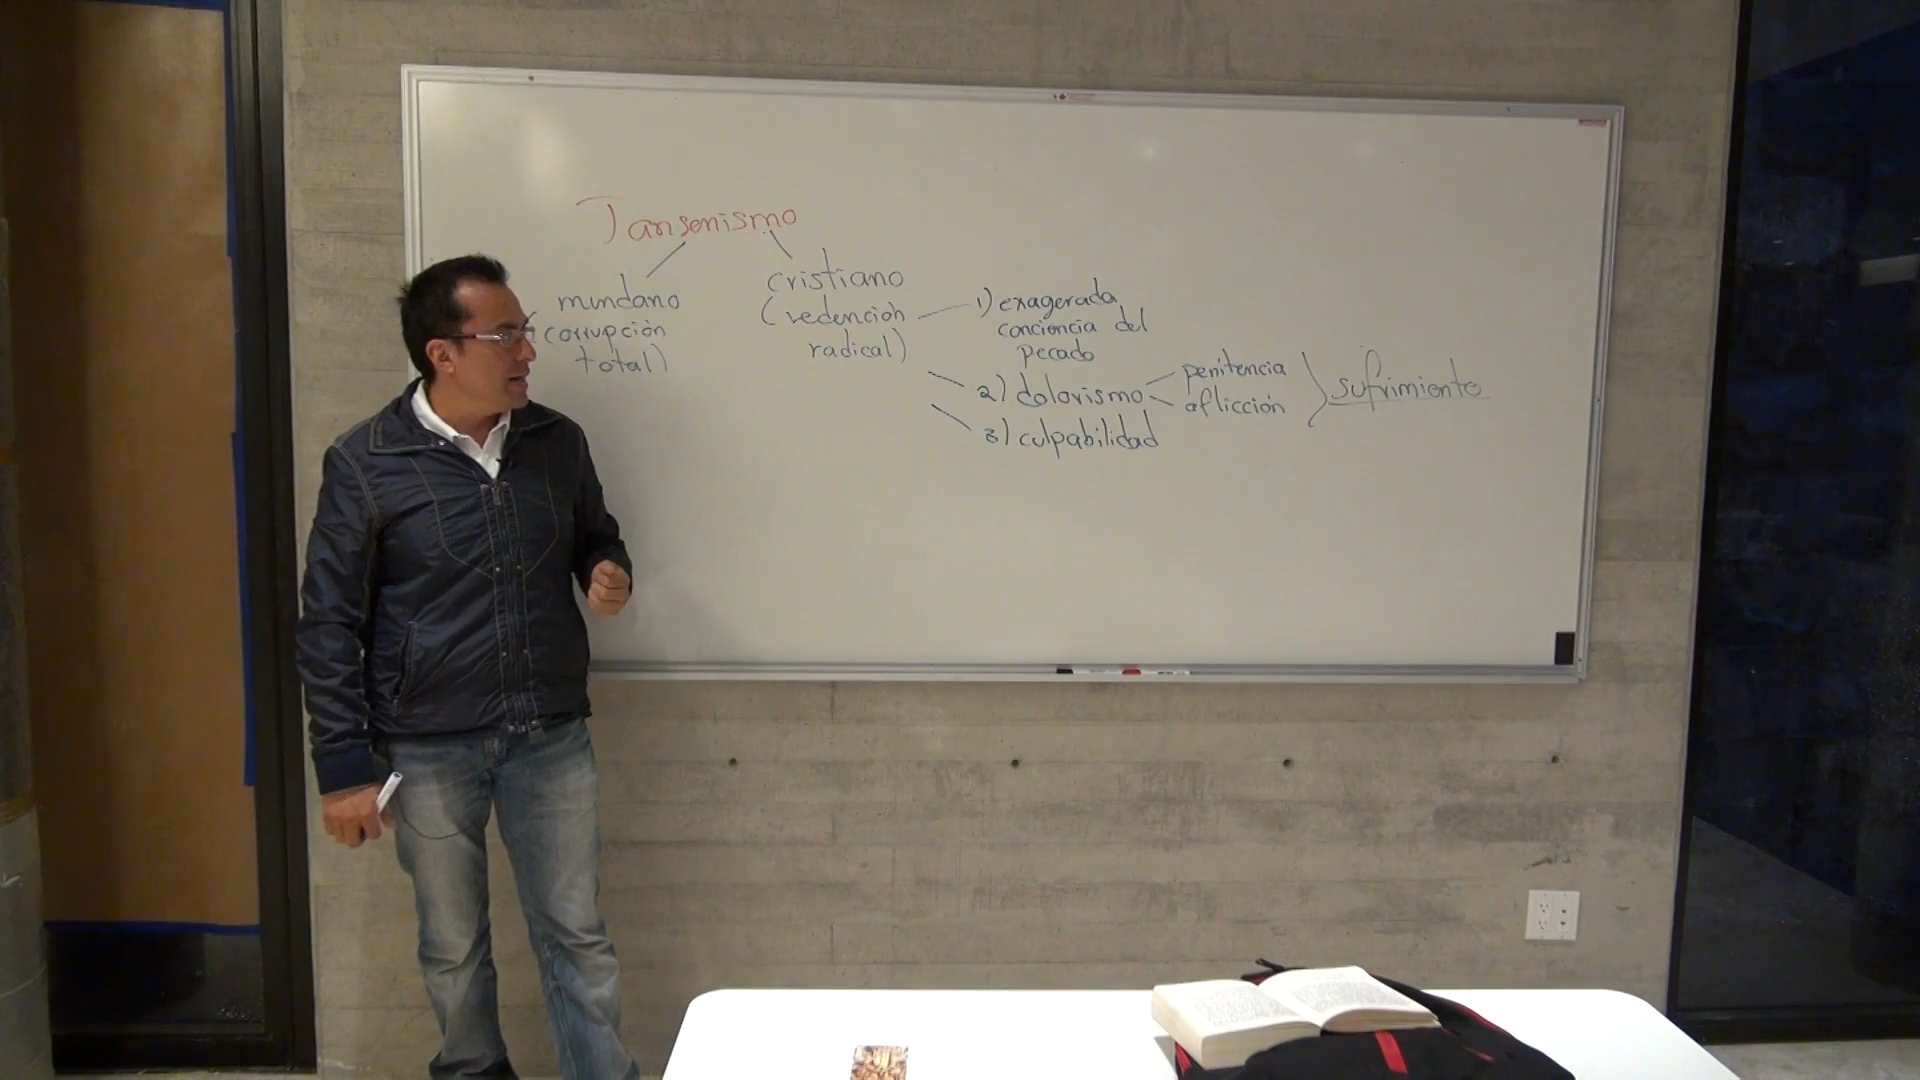 Jansenismo
mundano
(corrupción
total)
cristiano
(redención
radical)
1) exagerada
conciencia del
pecado
2) dolorismo
penitencia
aflicción
sufrimiento
3) culpabilidad